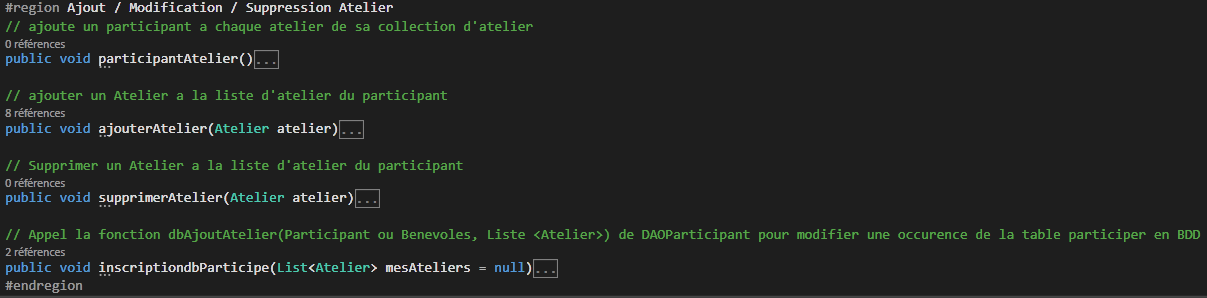 #region Ajout / Modification / Suppression Atelier
// ajoute un participant a chaque atelier de sa collection d'atelier
0 références
public void participantAtelier()...
// ajouter un Atelier a la liste d'atelier du participant
8 références
public void ajouterAtelier(Atelier atelier)...
// Supprimer un Atelier a la liste d'atelier du participant
0 références
public void supprimerAtelier(Atelier atelier)...
// Appel la fonction dbAjoutAtelier(Participant ou Benevoles, Liste <Atelier>) de DAOParticipant pour modifier une occurence de la table participer en BDD
2 références
public void inscriptiondbParticipe(List<Atelier> mesAteliers = null)...
#endregion